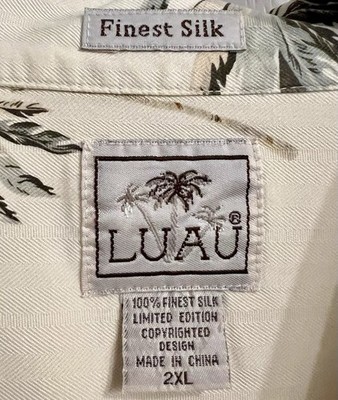 Finest Silk
LUAU®
100% FINEST SILK
LIMITED EDITION
COPYRIGHTED
DESIGN
MADE IN CHINA
2XL